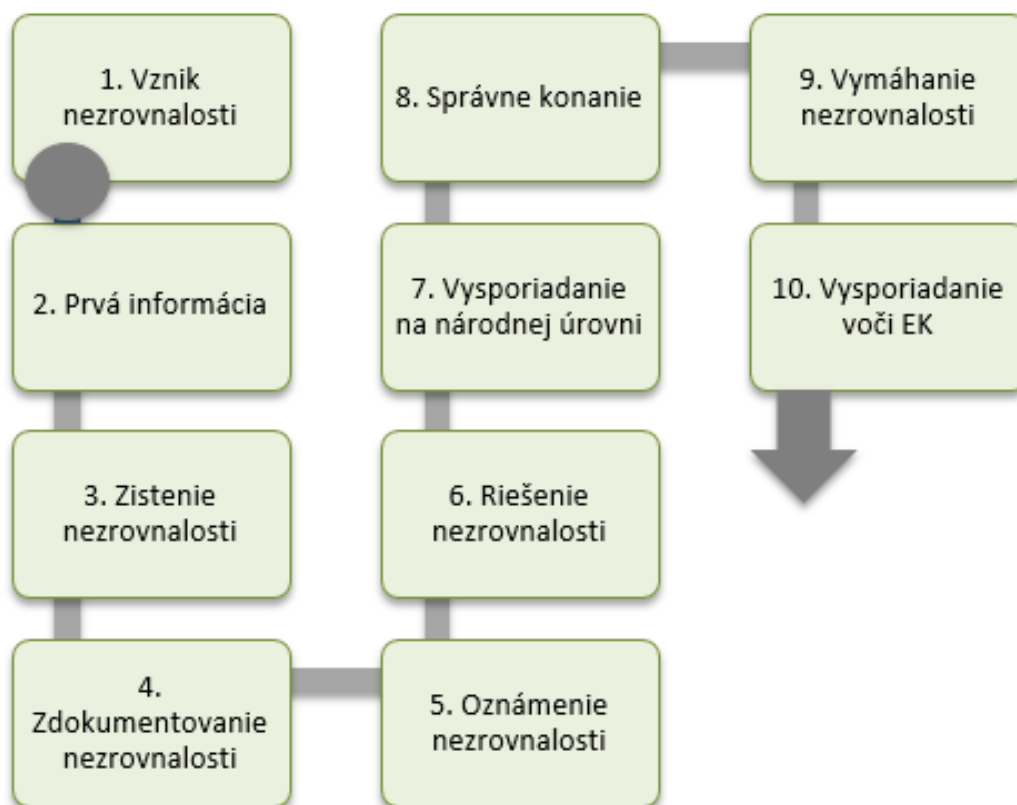 1. Vznik
nezrovnalosti
2. Prvá informácia
3. Zistenie
nezrovnalosti
4.
Zdokumentovanie
nezrovnalosti
5. Oznámenie
nezrovnalosti
6. Riešenie
nezrovnalosti
7. Vysporiadanie
na národnej úrovni
8. Správne konanie
9. Vymáhanie
nezrovnalosti
10. Vysporiadanie
voči EK